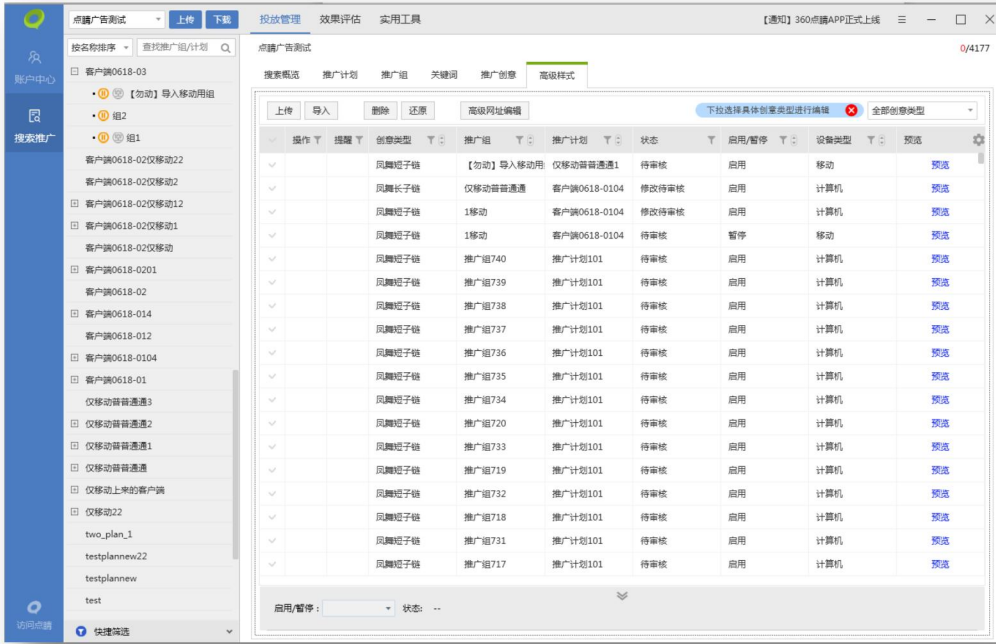 点睛广告测试 上传 下载 投放管理 效果评估 实用工具 【通知】360点睛APP正式上线
账户中心
搜索推广
访问点睛
按名称排序 查找推广组/计划
客户端0618-03
【勿动】导入移动用组
组2
组1
客户端0618-02仅移动22
客户端0618-02仅移动2
客户端0618-02仅移动12
客户端0618-02仅移动1
客户端0618-02仅移动
客户端0618-0201
客户端0618-02
客户端0618-014
客户端0618-012
客户端0618-0104
客户端0618-01
仅移动普普通通3
仅移动普普通通2
仅移动普普通通1
仅移动普普通通
仅移动上来的客户端
仅移动22
two_plan_1
testplannew22
testplannew
test
快捷筛选
点睛广告测试 0/4177
搜索概览 推广计划 推广组 关键词 推广创意 高级样式
上传 导入 删除 还原 高级网址编辑 下拉选择具体创意类型进行编辑 全部创意类型
操作 提醒 创意类型 推广组 推广计划 状态 启用/暂停 设备类型 预览
凤舞短子链 【勿动】导入移动用 仅移动普普通通1 待审核 启用 移动 预览
凤舞长子链 仅移动普普通通 客户端0618-0104 修改待审核 启用 计算机 预览
凤舞短子链 1移动 客户端0618-0104 修改待审核 启用 计算机 预览
凤舞短子链 1移动 客户端0618-0104 待审核 暂停 移动 预览
凤舞短子链 推广组740 推广计划101 待审核 启用 计算机 预览
凤舞短子链 推广组739 推广计划101 待审核 启用 计算机 预览
凤舞短子链 推广组738 推广计划101 待审核 启用 计算机 预览
凤舞短子链 推广组737 推广计划101 待审核 启用 计算机 预览
凤舞短子链 推广组736 推广计划101 待审核 启用 计算机 预览
凤舞短子链 推广组735 推广计划101 待审核 启用 计算机 预览
凤舞短子链 推广组734 推广计划101 待审核 启用 计算机 预览
凤舞短子链 推广组720 推广计划101 待审核 启用 计算机 预览
凤舞短子链 推广组733 推广计划101 待审核 启用 计算机 预览
凤舞短子链 推广组719 推广计划101 待审核 启用 计算机 预览
凤舞短子链 推广组732 推广计划101 待审核 启用 计算机 预览
凤舞短子链 推广组718 推广计划101 待审核 启用 计算机 预览
凤舞短子链 推广组731 推广计划101 待审核 启用 计算机 预览
凤舞短子链 推广组717 推广计划101 待审核 启用 计算机 预览
启用/暂停： 状态: --